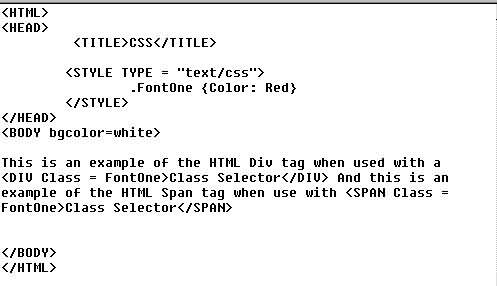 <HTML>
<HEAD>
<TITLE>CSS</TITLE>
<STYLE TYPE = "text/css">
.FontOne {Color: Red}
</STYLE>
</HEAD>
<BODY bgcolor=white>
This is an example of the HTML Div tag when used with a
<DIV Class = FontOne>Class Selector</DIV> And this is an
example of the HTML Span tag when use with <SPAN Class =
FontOne>Class Selector</SPAN>
</BODY>
</HTML>